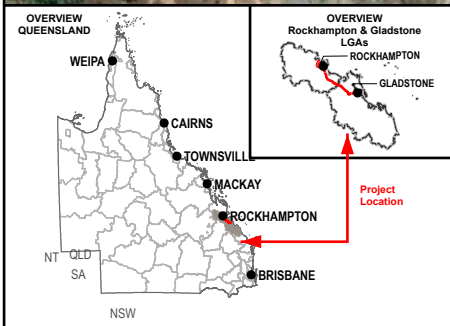 OVERVIEW
QUEENSLAND
WEIPA
CAIRNS
TOWNSVILLE
MACKAY
ROCKHAMPTON
BRISBANE
NT
QLD
SA
NSW
OVERVIEW
Rockhampton & Gladstone
LGAs
ROCKHAMPTON
GLADSTONE
Project
Location